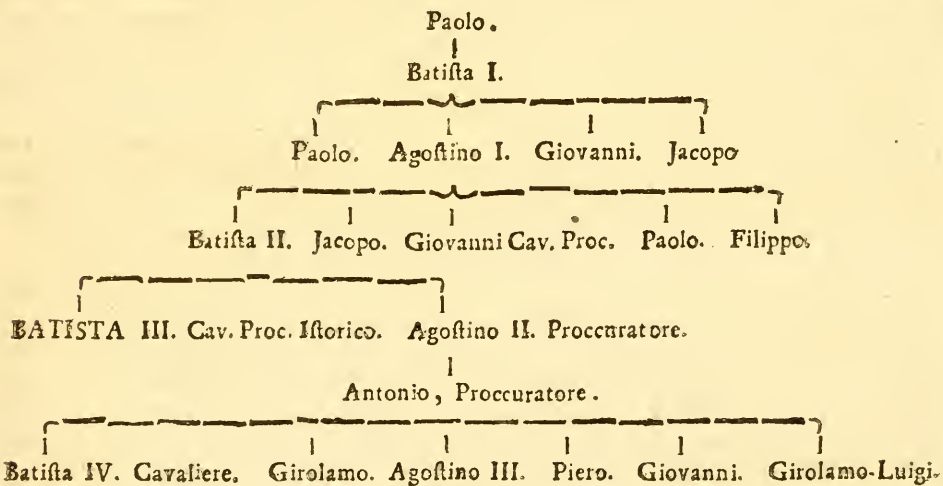 Paolo.
Batiſta I.
Paolo. Agoſtino I. Giovanni. Jacopo
Batiſta II. Jacopo. Giovanni Cav. Proc. Paolo. Filippo.
BATISTA III. Cav. Proc. Iſtorico. Agoſtino II. Proccuratore.
Antonio, Proccuratore.
Batiſta IV. Cavaliere. Girolamo. Agoſtino III. Piero. Giovanni. Girolamo-Luigi.